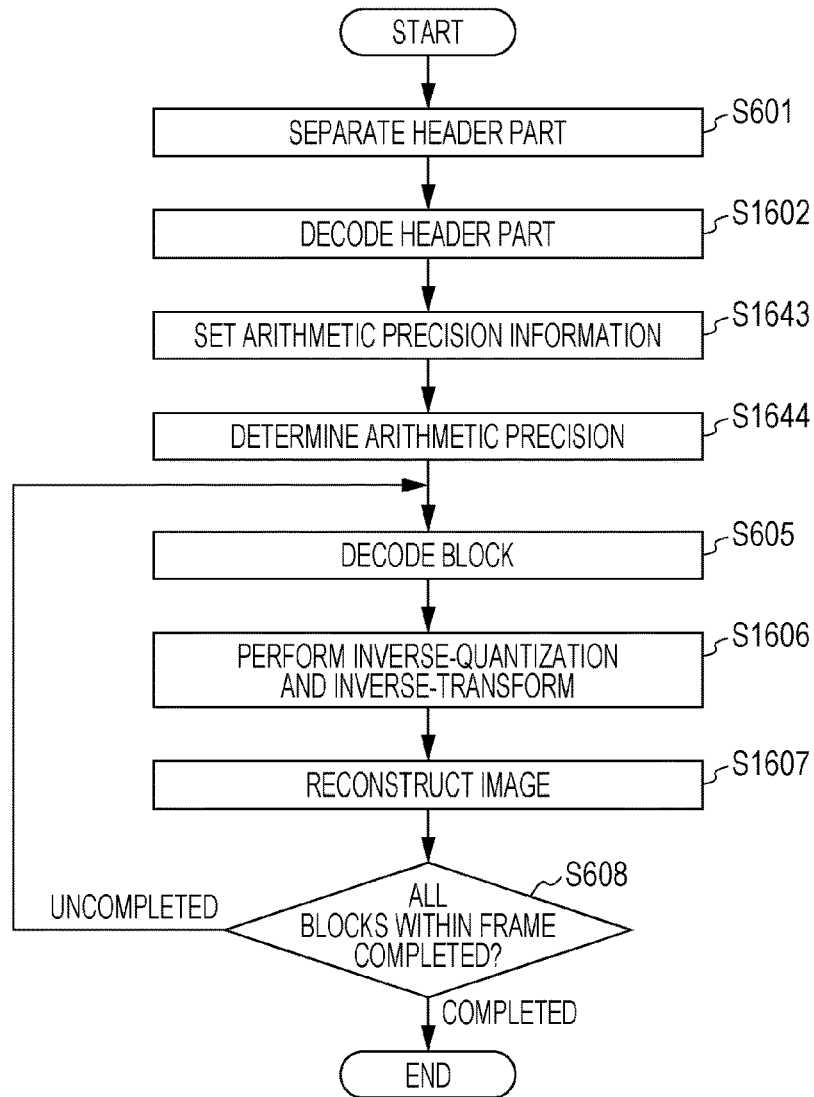 START
SEPARATE HEADER PART
S601
DECODE HEADER PART
S1602
SET ARITHMETIC PRECISION INFORMATION
S1643
DETERMINE ARITHMETIC PRECISION
S1644
DECODE BLOCK
S605
PERFORM INVERSE-QUANTIZATION
AND INVERSE-TRANSFORM
S1606
RECONSTRUCT IMAGE
S1607
S608
UNCOMPLETED
ALL
BLOCKS WITHIN FRAME
COMPLETED?
COMPLETED
END